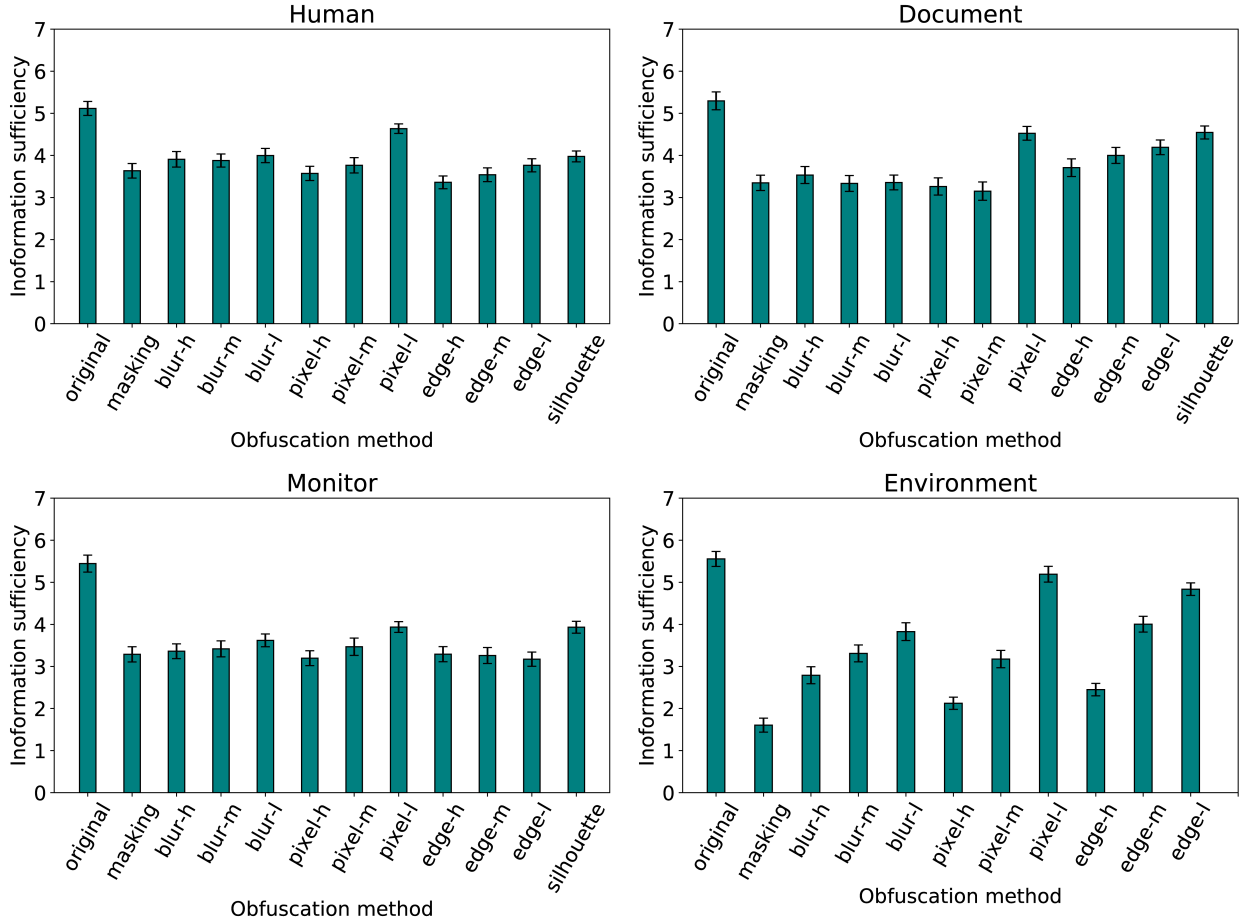 Human
Inoformation sufficiency
7
6
5
4
3
2
1
0
original
masking
blur-h
blur-m
blur-l
pixel-h
pixel-m
pixel-l
edge-h
edge-m
edge-l
silhouette
Obfuscation method
Document
Inoformation sufficiency
7
6
5
4
3
2
1
0
original
masking
blur-h
blur-m
blur-l
pixel-h
pixel-m
pixel-l
edge-h
edge-m
edge-l
silhouette
Obfuscation method
Monitor
Inoformation sufficiency
7
6
5
4
3
2
1
0
original
masking
blur-h
blur-m
blur-l
pixel-h
pixel-m
pixel-l
edge-h
edge-m
edge-l
silhouette
Obfuscation method
Environment
Inoformation sufficiency
7
6
5
4
3
2
1
0
original
masking
blur-h
blur-m
blur-l
pixel-h
pixel-m
pixel-l
edge-h
edge-m
edge-l
Obfuscation method